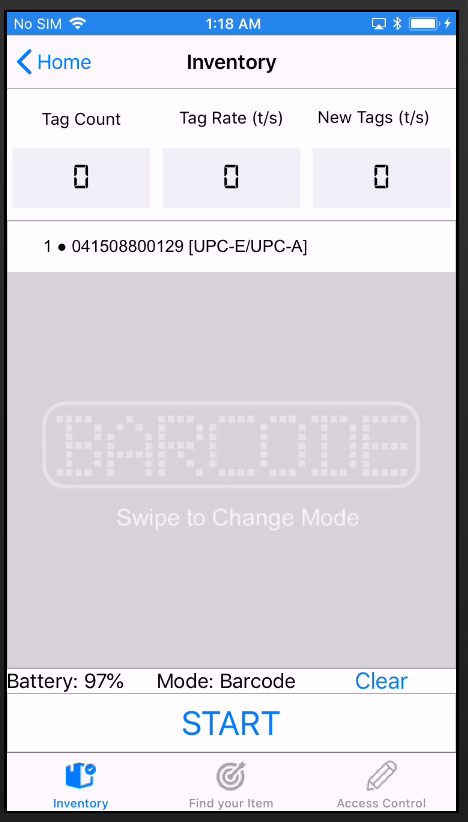 No SIM 1:18 AM
Home Inventory
Tag Count Tag Rate (t/s) New Tags (t/s)
0 0 0
1 ● 041508800129 [UPC-E/UPC-A]
BARCODE
Swipe to Change Mode
Battery: 97% Mode: Barcode Clear
START
Inventory Find your Item Access Control